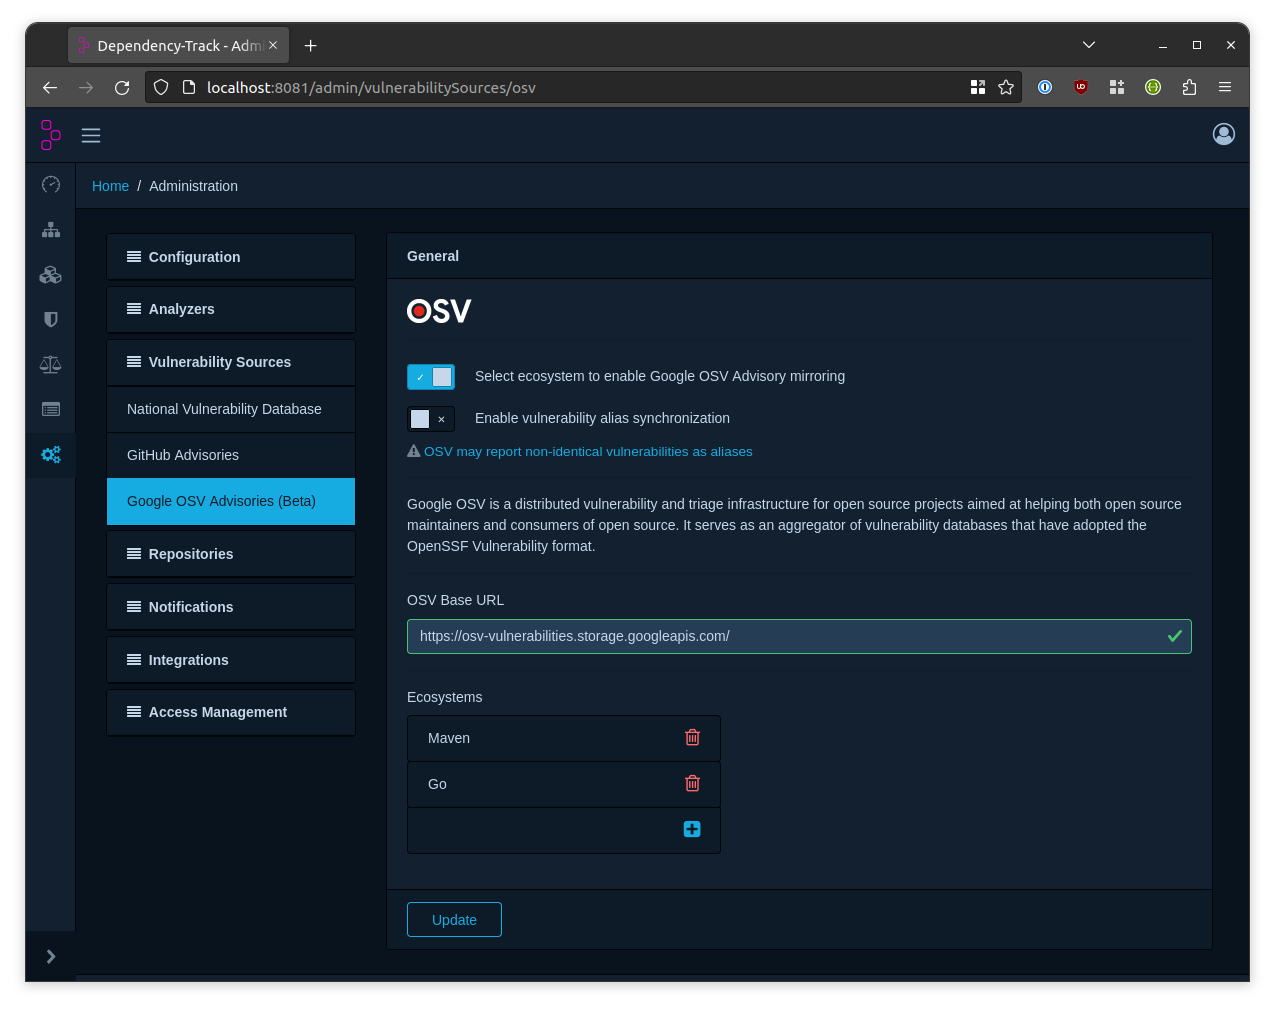 Dependency-Track - Admi
localhost:8081/admin/vulnerabilitySources/osv
Home / Administration
Configuration
Analyzers
Vulnerability Sources
National Vulnerability Database
GitHub Advisories
Google OSV Advisories (Beta)
Repositories
Notifications
Integrations
Access Management
General
OSV
Select ecosystem to enable Google OSV Advisory mirroring
Enable vulnerability alias synchronization
OSV may report non-identical vulnerabilities as aliases
Google OSV is a distributed vulnerability and triage infrastructure for open source projects aimed at helping both open source
maintainers and consumers of open source. It serves as an aggregator of vulnerability databases that have adopted the
OpenSSF Vulnerability format.
OSV Base URL
https://osv-vulnerabilities.storage.googleapis.com/
Ecosystems
Maven
Go
Update